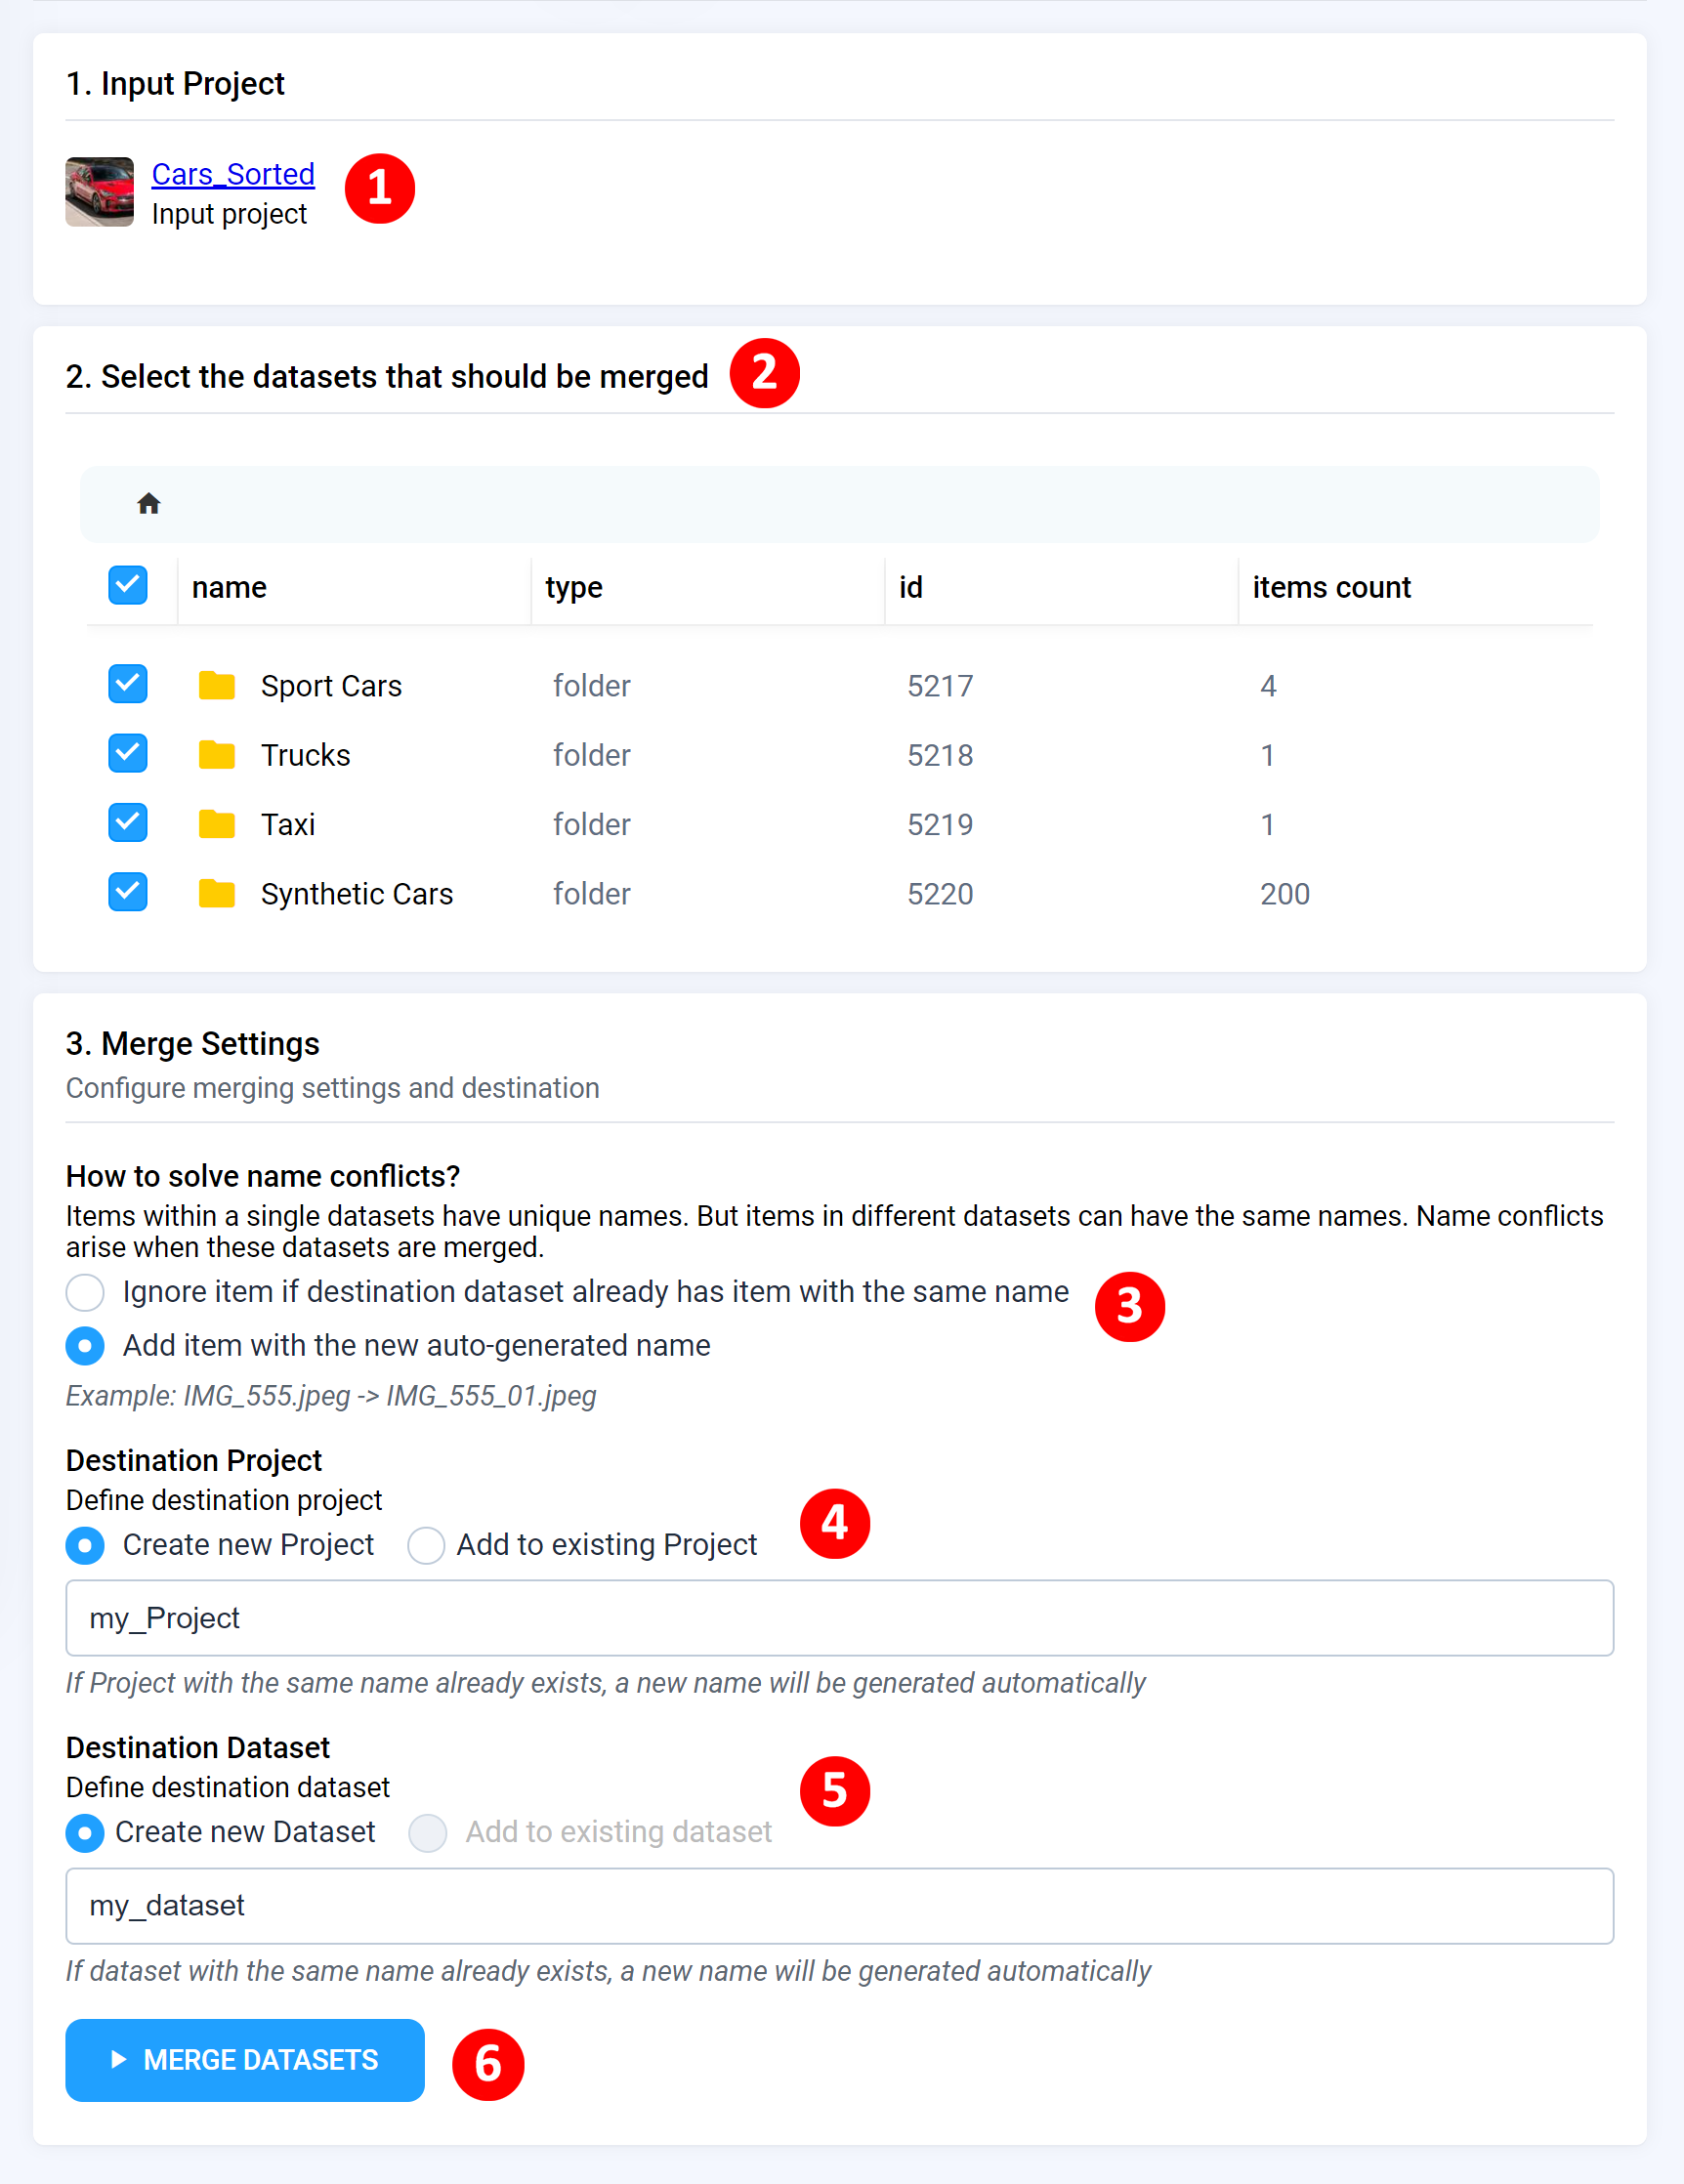 1. Input Project
Cars_Sorted
Input project
1
2. Select the datasets that should be merged
2
name type id items count
Sport Cars folder 5217 4
Trucks folder 5218 1
Taxi folder 5219 1
Synthetic Cars folder 5220 200
3. Merge Settings
Configure merging settings and destination
How to solve name conflicts?
Items within a single datasets have unique names. But items in different datasets can have the same names. Name conflicts
arise when these datasets are merged.
Ignore item if destination dataset already has item with the same name
3
Add item with the new auto-generated name
Example: IMG_555.jpeg -> IMG_555_01.jpeg
Destination Project
Define destination project
4
Create new Project Add to existing Project
my_Project
If Project with the same name already exists, a new name will be generated automatically
Destination Dataset
Define destination dataset
5
Create new Dataset Add to existing dataset
my_dataset
If dataset with the same name already exists, a new name will be generated automatically
MERGE DATASETS
6